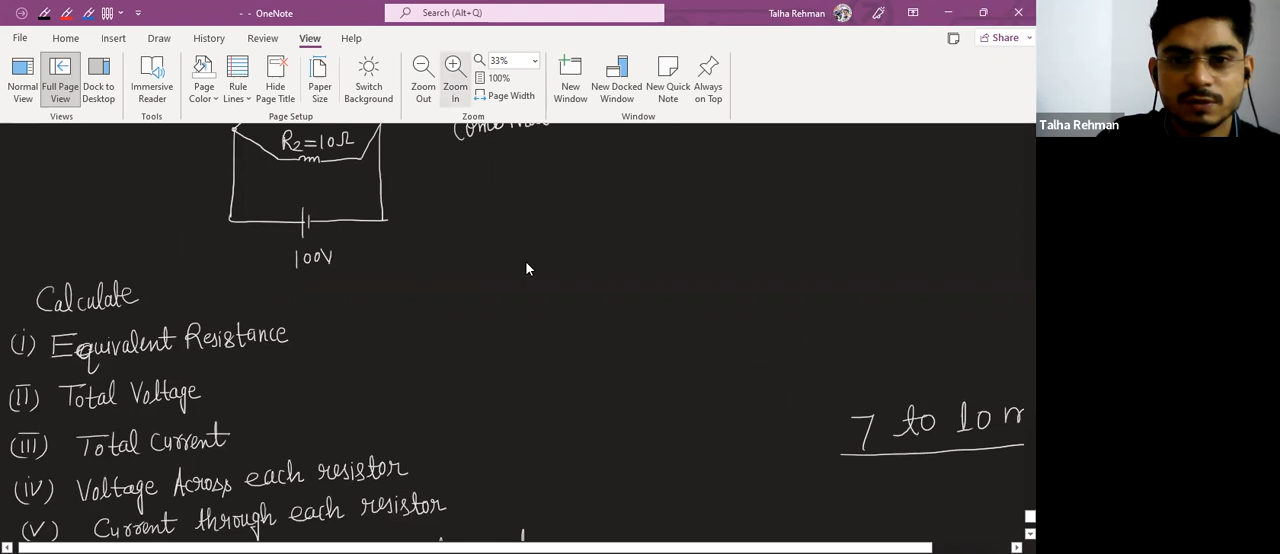 - - OneNote
Search (Alt+Q)
Talha Rehman
File Home Insert Draw History Review View Help
Share
Normal View
Full Page View
Dock to Desktop
Immersive Reader
Page Color
Rule Lines
Hide Page Title
Paper Size
Switch Background
Zoom Out
Zoom In
33%
100%
Page Width
New Window
New Docked Window
New Quick Note
Always on Top
Views
Tools
Page Setup
Zoom
Window
Talha Rehman
R2=10Ω
100V
Calculate
(i) Equivalent Resistance
(II) Total Voltage
(III) Total Current
7 to 10
(iv) Voltage Across each resistor
(v) Current through each resistor